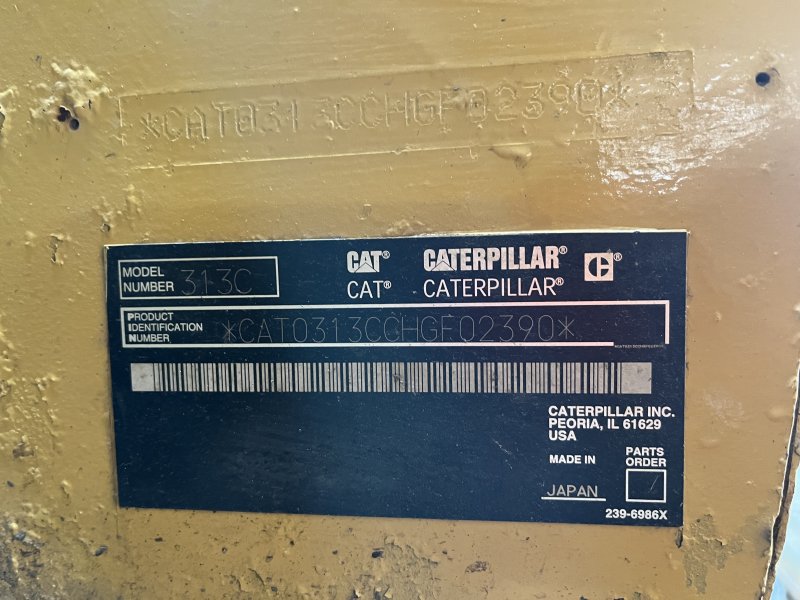 *CAT0313CCHGF02390*
MODEL NUMBER 313C
CAT® CATERPILLAR® C®
CAT® CATERPILLAR®
PRODUCT IDENTIFICATION NUMBER *CAT0313CCHGF02390*
CATERPILLAR INC.
PEORIA, IL 61629
USA
MADE IN
JAPAN
PARTS
ORDER
239-6986X